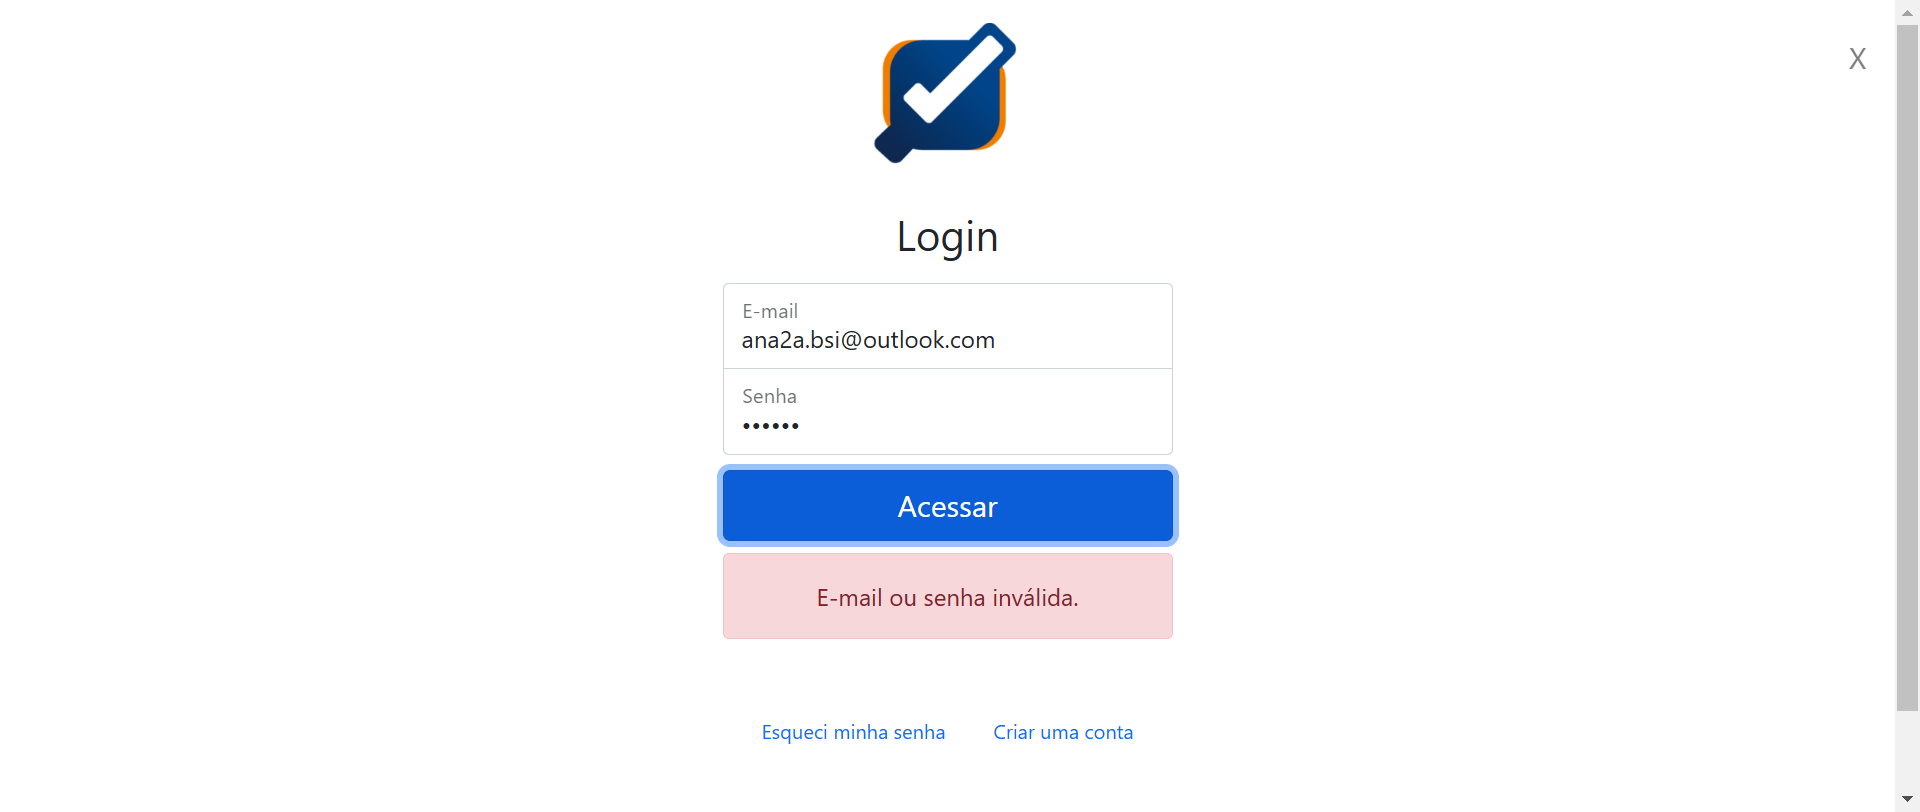 X
Login
E-mail
ana2a.bsi@outlook.com
Senha
••••••
Acessar
E-mail ou senha inválida.
Esqueci minha senha Criar uma conta